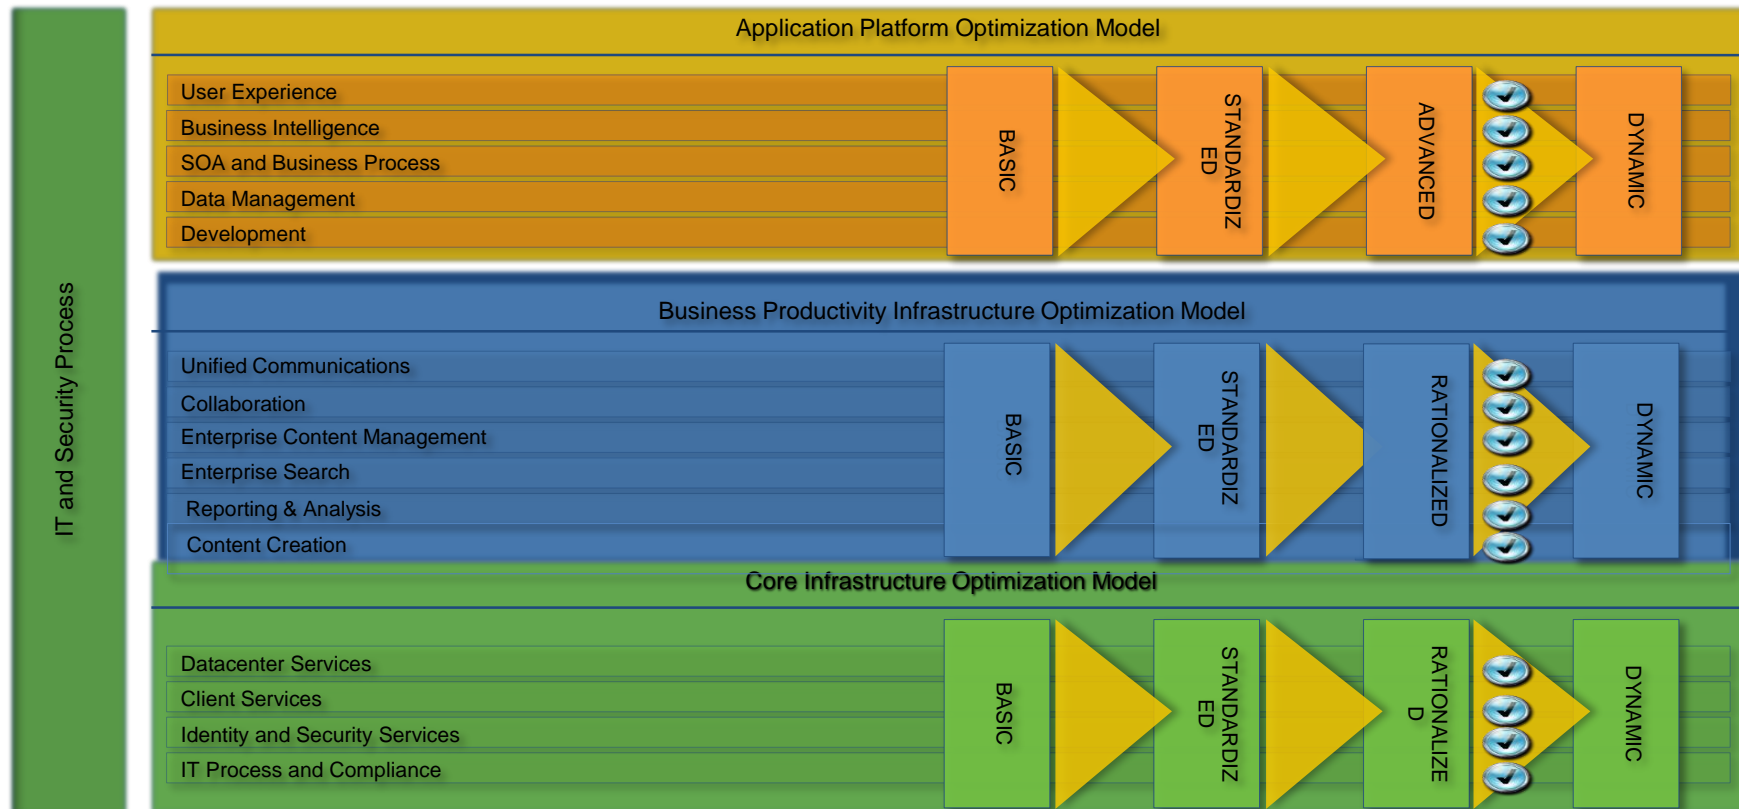 IT and Security Process
Application Platform Optimization Model
User Experience
Business Intelligence
SOA and Business Process
Data Management
Development
BASIC
STANDARDIZ
ED
ADVANCED
DYNAMIC
Business Productivity Infrastructure Optimization Model
Unified Communications
Collaboration
Enterprise Content Management
Enterprise Search
Reporting & Analysis
Content Creation
BASIC
STANDARDIZ
ED
RATIONALIZED
DYNAMIC
Core Infrastructure Optimization Model
Datacenter Services
Client Services
Identity and Security Services
IT Process and Compliance
BASIC
STANDARDIZ
ED
RATIONALIZE
D
DYNAMIC